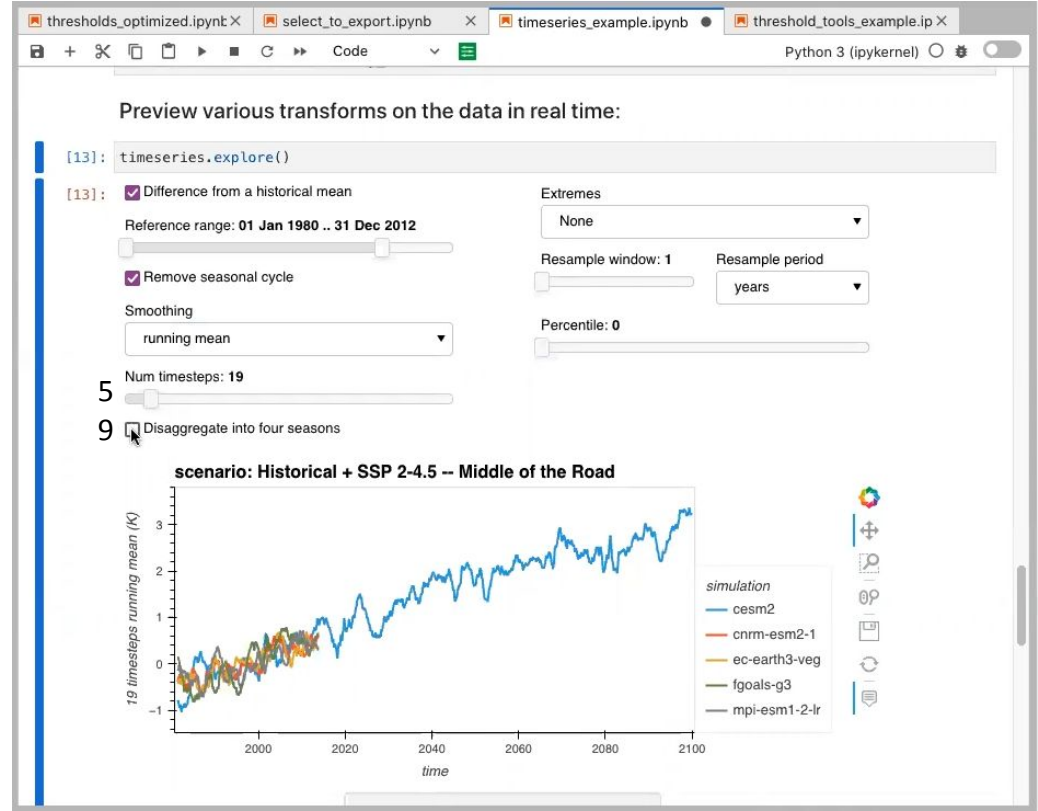 thresholds_optimized.ipynb
select_to_export.ipynb
timeseries_example.ipynb
threshold_tools_example.ip
Code
Python 3 (ipykernel)
Preview various transforms on the data in real time:
[13]: timeseries.explore()
[13]:
Difference from a historical mean
Reference range: 01 Jan 1980 .. 31 Dec 2012
Remove seasonal cycle
Smoothing
running mean
5
Num timesteps: 19
9
Disaggregate into four seasons
Extremes
None
Resample window: 1
Resample period
years
Percentile: 0
scenario: Historical + SSP 2-4.5 -- Middle of the Road
19 timesteps running mean (K)
3
2
1
0
−1
2000 2020 2040 2060 2080 2100
time
simulation
cesm2
cnrm-esm2-1
ec-earth3-veg
fgoals-g3
mpi-esm1-2-lr